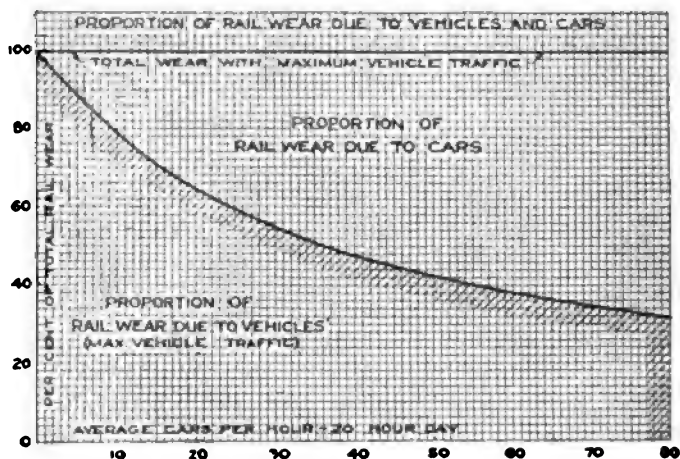 PROPORTION OF RAIL WEAR DUE TO VEHICLES AND CARS
100
TOTAL WEAR WITH MAXIMUM VEHICLE TRAFFIC
PROPORTION OF
RAIL WEAR DUE TO CARS
80
60
40
20
0
PER CENT OF TOTAL RAIL WEAR
PROPORTION OF
RAIL WEAR DUE TO VEHICLES
(MAX VEHICLE TRAFFIC)
AVERAGE CARS PER HOUR - 20 HOUR DAY
10 20 30 40 50 60 70 80